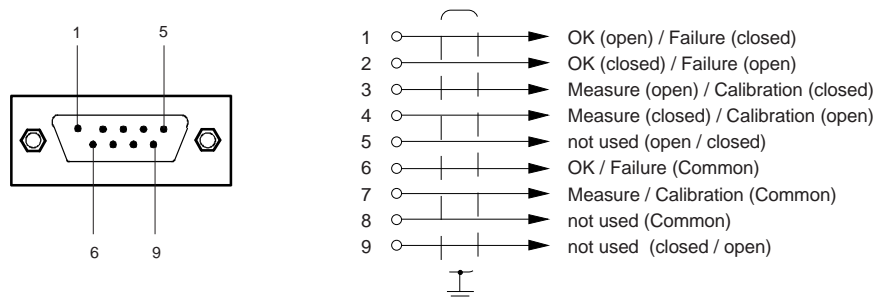 1 5
6 9
1 OK (open) / Failure (closed)
2 OK (closed) / Failure (open)
3 Measure (open) / Calibration (closed)
4 Measure (closed) / Calibration (open)
5 not used (open / closed)
6 OK / Failure (Common)
7 Measure / Calibration (Common)
8 not used (Common)
9 not used (closed / open)